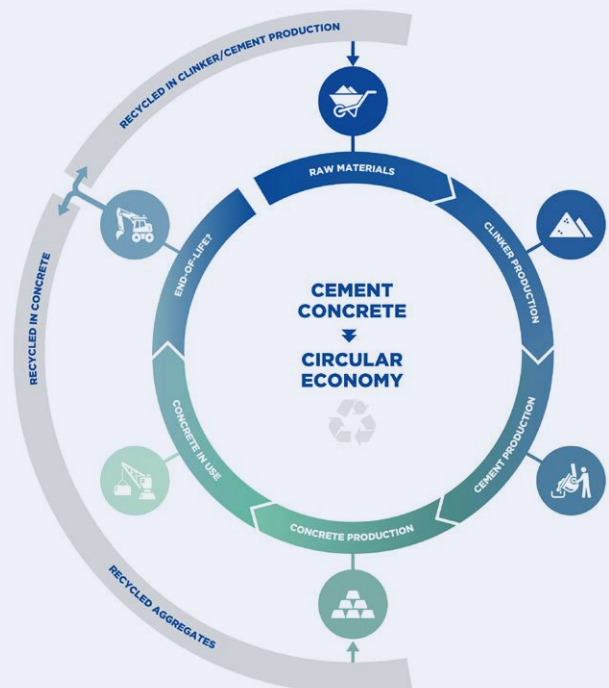 RECYCLED IN CLINKER/CEMENT PRODUCTION
RAW MATERIALS
CLINKER PRODUCTION
CEMENT PRODUCTION
CONCRETE PRODUCTION
CONCRETE IN USE
END-OF-LIFE?
CEMENT
CONCRETE
CIRCULAR
ECONOMY
RECYCLED IN CONCRETE
RECYCLED AGGREGATES